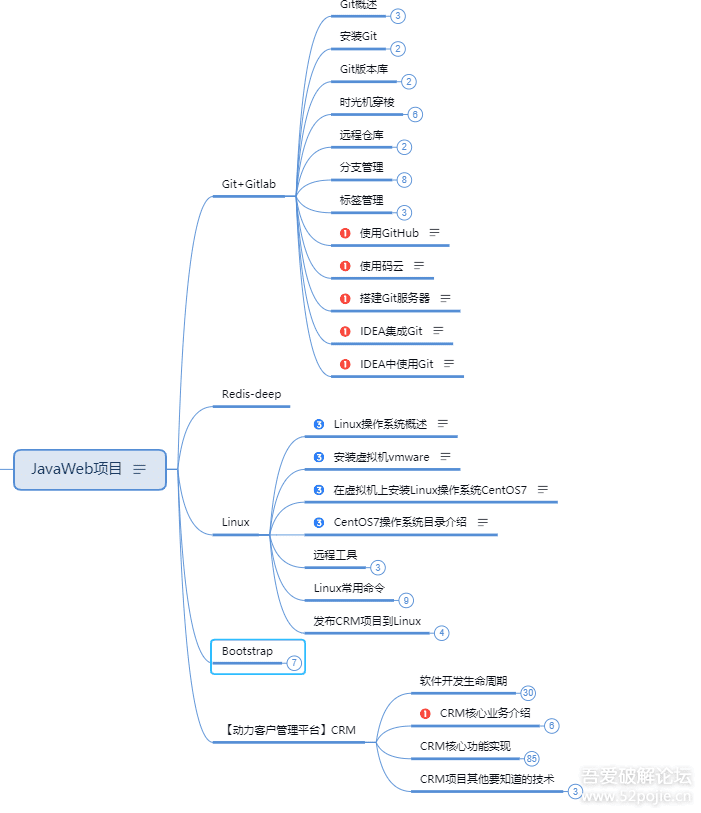 Git概述
3
安装Git
2
Git版本库
2
时光机穿梭
6
远程仓库
2
分支管理
8
Git+Gitlab
标签管理
3
1 使用GitHub
1 使用码云
1 搭建Git服务器
1 IDEA集成Git
1 IDEA中使用Git
Redis-deep
JavaWeb项目
3 Linux操作系统概述
3 安装虚拟机vmware
3 在虚拟机上安装Linux操作系统CentOS7
Linux
3 CentOS7操作系统目录介绍
远程工具
3
Linux常用命令
9
发布CRM项目到Linux
4
Bootstrap
7
软件开发生命周期
30
1 CRM核心业务介绍
6
【动力客户管理平台】CRM
CRM核心功能实现
85
CRM项目其他要知道的技术
3
吾爱破解论坛
www.52pojie.cn